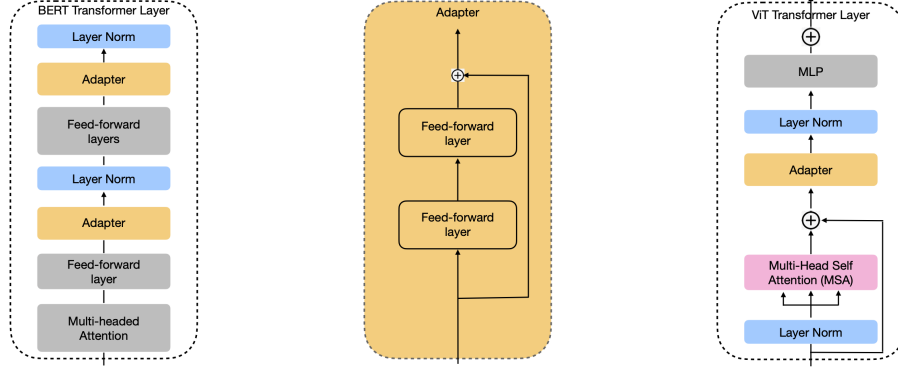 BERT Transformer Layer
Layer Norm
Adapter
Feed-forward
layers
Layer Norm
Adapter
Feed-forward
layer
Multi-headed
Attention
Adapter
Feed-forward
layer
Feed-forward
layer
ViT Transformer Layer
MLP
Layer Norm
Adapter
Multi-Head Self
Attention (MSA)
Layer Norm